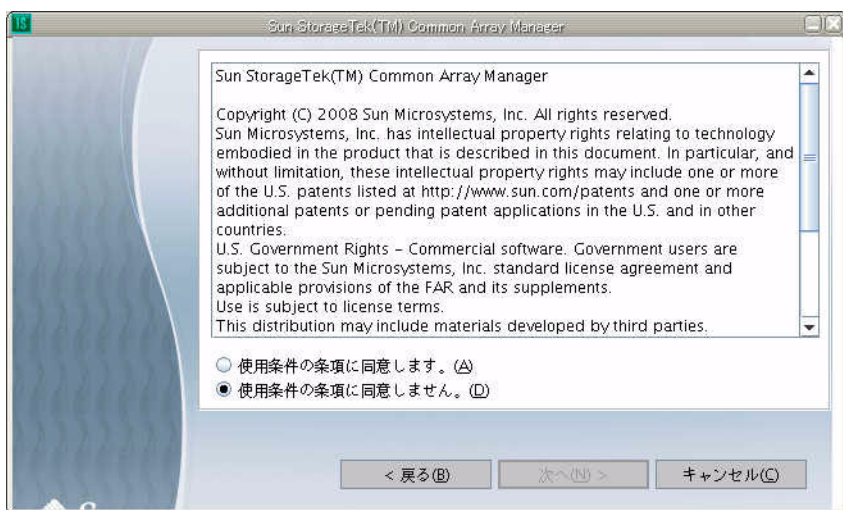 Sun StorageTek(TM) Common Array Manager
Sun StorageTek(TM) Common Array Manager
Copyright (C) 2008 Sun Microsystems, Inc. All rights reserved.
Sun Microsystems, Inc. has intellectual property rights relating to technology
embodied in the product that is described in this document. In particular, and
without limitation, these intellectual property rights may include one or more
of the U.S. patents listed at http://www.sun.com/patents and one or more
additional patents or pending patent applications in the U.S. and in other
countries.
U.S. Government Rights – Commercial software. Government users are
subject to the Sun Microsystems, Inc. standard license agreement and
applicable provisions of the FAR and its supplements.
Use is subject to license terms.
This distribution may include materials developed by third parties.
使用条件の条項に同意します。(A)
使用条件の条項に同意しません。(D)
< 戻る(B)
次へ(N) >
キャンセル(C)